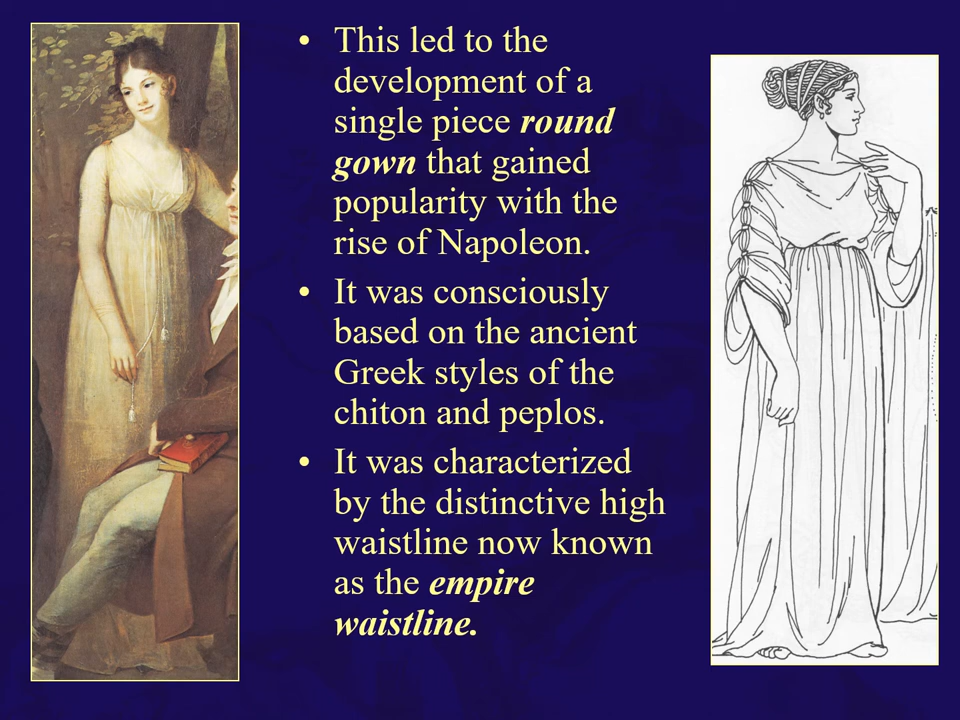 • This led to the
development of a
single piece round
gown that gained
popularity with the
rise of Napoleon.
• It was consciously
based on the ancient
Greek styles of the
chiton and peplos.
• It was characterized
by the distinctive high
waistline now known
as the empire
waistline.